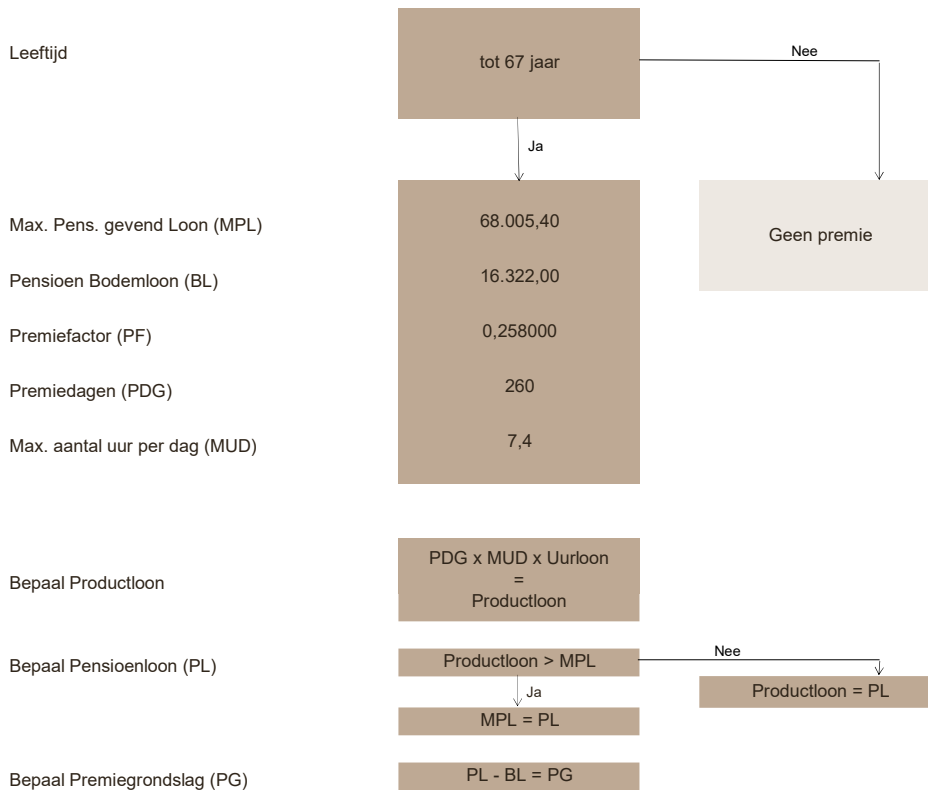 Leeftijd
tot 67 jaar
Nee
Ja
Max. Pens. gevend Loon (MPL)
68.005,40
Geen premie
Pensioen Bodemloon (BL)
16.322,00
Premiefactor (PF)
0,258000
Premiedagen (PDG)
260
Max. aantal uur per dag (MUD)
7,4
Bepaal Productloon
PDG x MUD x Uurloon
=
Productloon
Bepaal Pensioenloon (PL)
Productloon > MPL
Nee
Ja
Productloon = PL
MPL = PL
Bepaal Premiegrondslag (PG)
PL - BL = PG